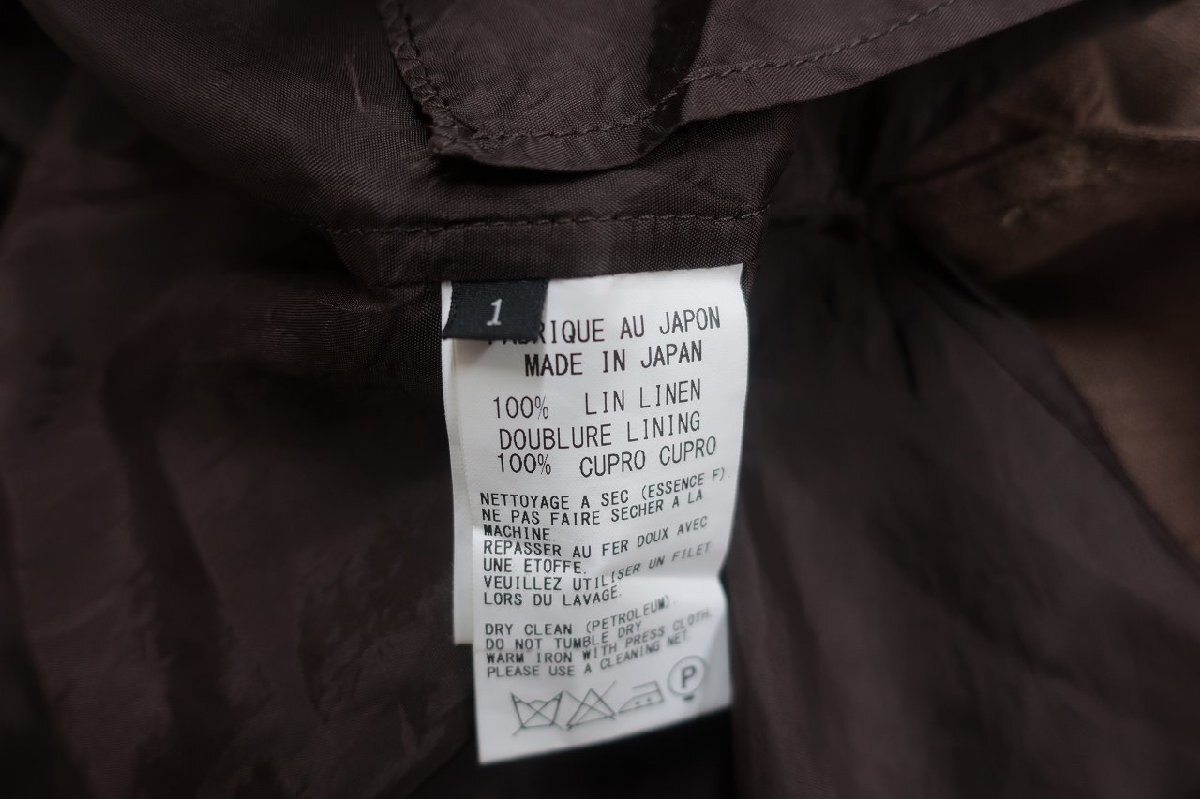 1
FABRIQUE AU JAPON
MADE IN JAPAN
100% LIN LINEN
DOUBLURE LINING
100% CUPRO CUPRO
NETTOYAGE A SEC (ESSENCE F).
NE PAS FAIRE SECHER A LA
MACHINE.
REPASSER AU FER DOUX AVEC
UNE ETOFFE.
VEUILLEZ UTILISER UN FILET
LORS DU LAVAGE.
DRY CLEAN (PETROLEUM).
DO NOT TUMBLE DRY
WARM IRON WITH PRESS CLOTH.
PLEASE USE A CLEANING NET.
P